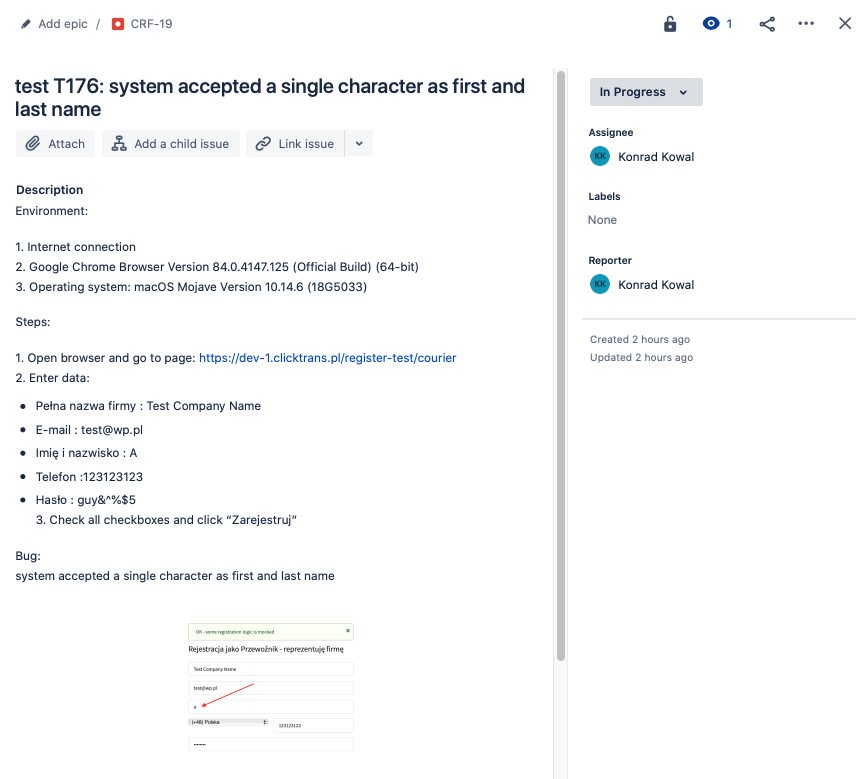 Add epic / CRF-19
1
test T176: system accepted a single character as first and
last name
Attach
Add a child issue
Link issue
Description
Environment:
1. Internet connection
2. Google Chrome Browser Version 84.0.4147.125 (Official Build) (64-bit)
3. Operating system: macOS Mojave Version 10.14.6 (18G5033)
Steps:
1. Open browser and go to page: https://dev-1.clicktrans.pl/register-test/courier
2. Enter data:
• Pełna nazwa firmy : Test Company Name
• E-mail : test@wp.pl
• Imię i nazwisko : A
• Telefon :123123123
• Hasło : guy&^%$5
3. Check all checkboxes and click “Zarejestruj”
Bug:
system accepted a single character as first and last name
OK - some registration logic is mocked
Rejestracja jako Przewoźnik - reprezentuję firmę
Test Company Name
test@wp.pl
(+48) Polska
123123123
In Progress
Assignee
KK Konrad Kowal
Labels
None
Reporter
KK Konrad Kowal
Created 2 hours ago
Updated 2 hours ago